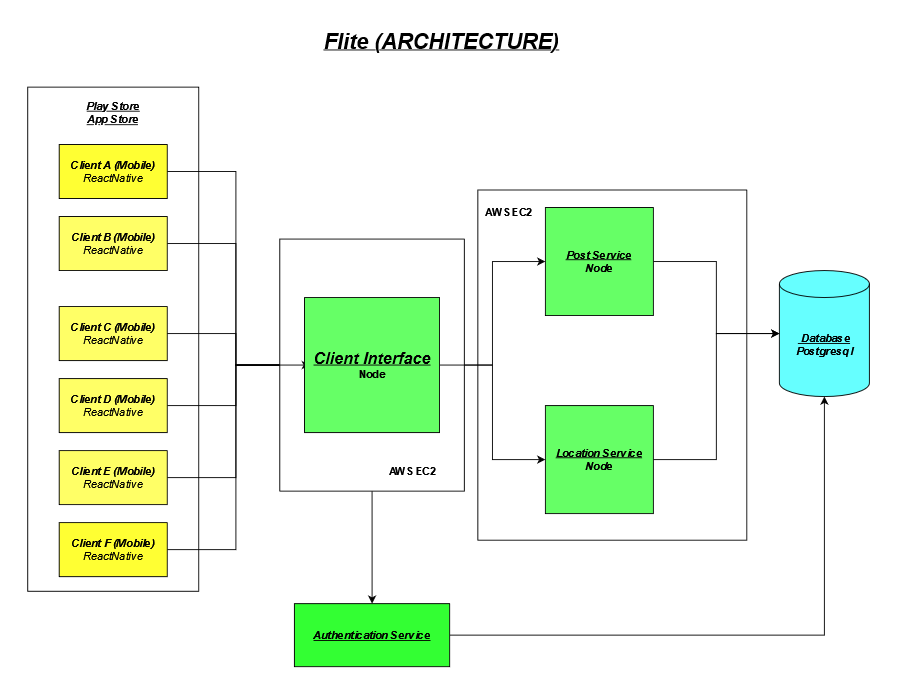 Flite (ARCHITECTURE)
Play Store
App Store
Client A (Mobile)
ReactNative
Client B (Mobile)
ReactNative
Client C (Mobile)
ReactNative
Client D (Mobile)
ReactNative
Client E (Mobile)
ReactNative
Client F (Mobile)
ReactNative
Client Interface
Node
AWS EC2
AWS EC2
Post Service
Node
Location Service
Node
Database
Postgresql
Authentication Service